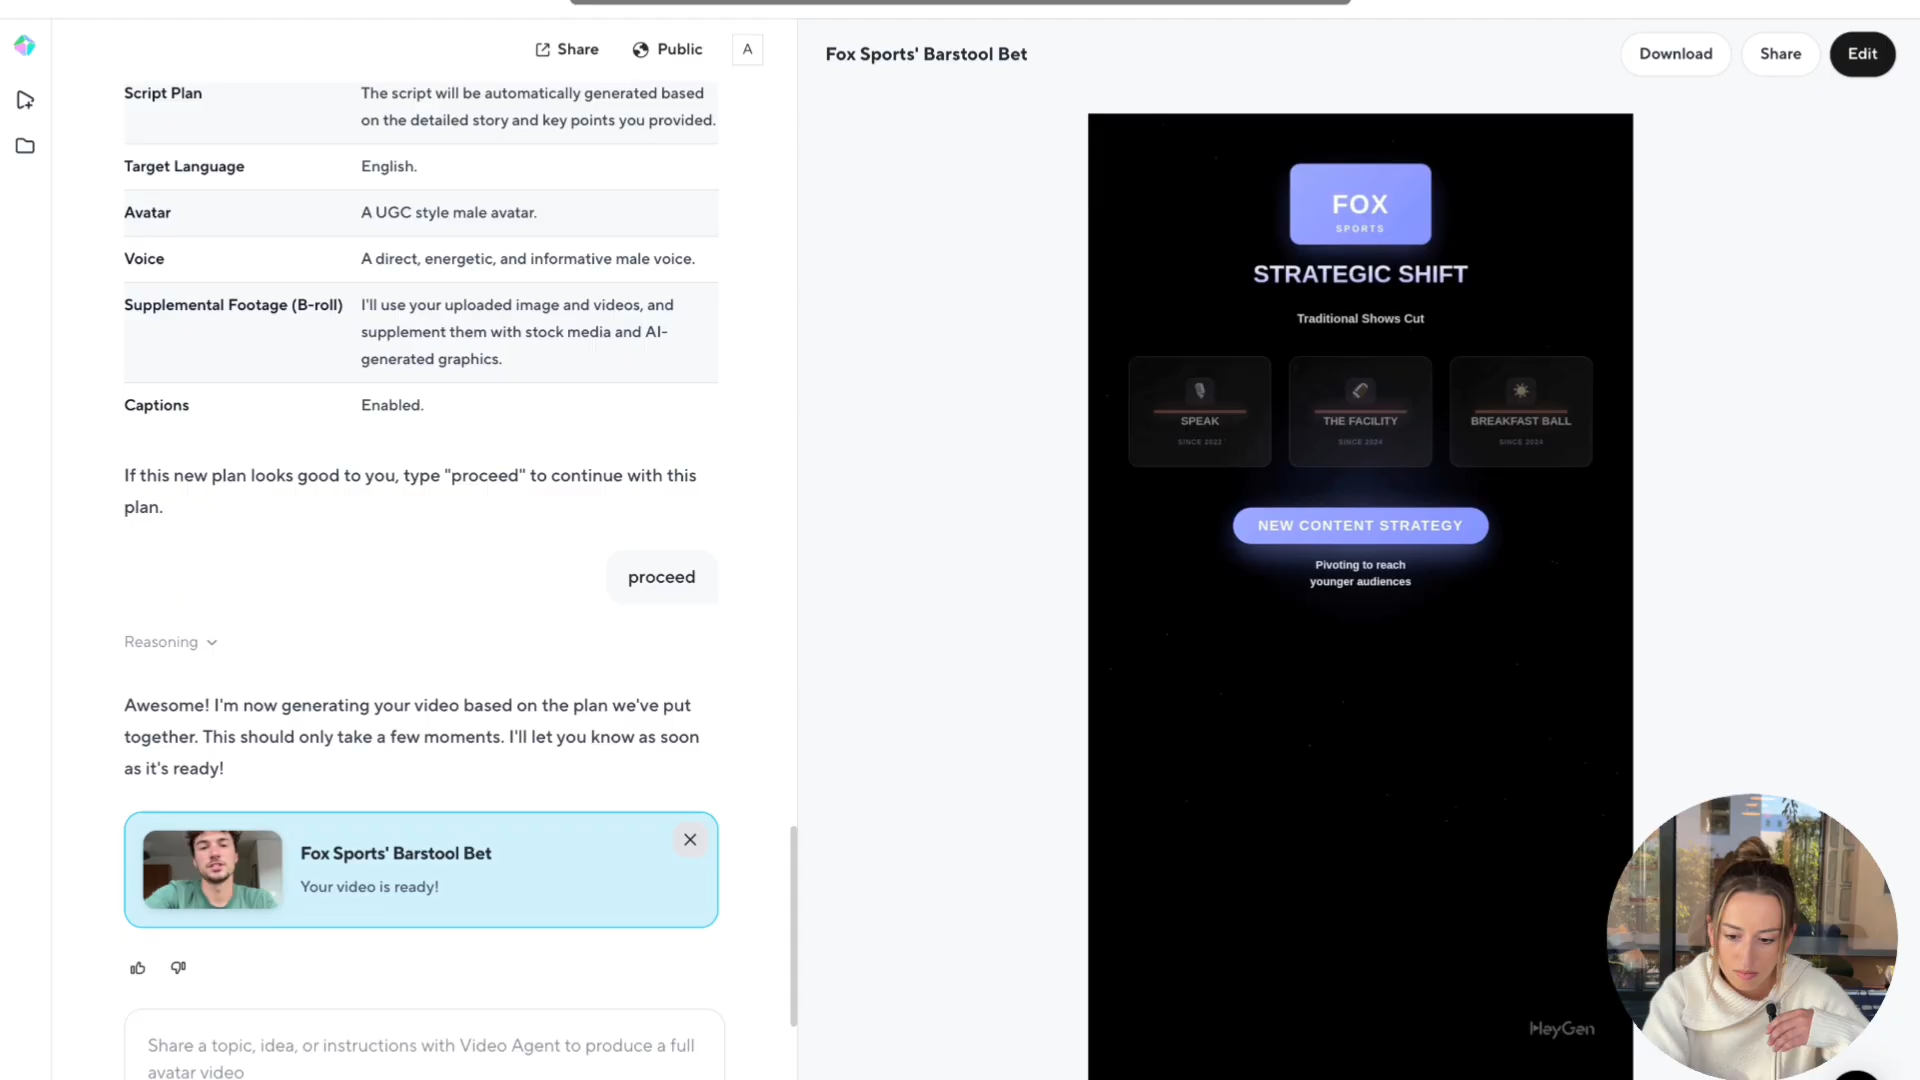 Share
Public
A
Script Plan
The script will be automatically generated based
on the detailed story and key points you provided.
Target Language
English.
Avatar
A UGC style male avatar.
Voice
A direct, energetic, and informative male voice.
Supplemental Footage (B-roll)
I'll use your uploaded image and videos, and
supplement them with stock media and AI-
generated graphics.
Captions
Enabled.
If this new plan looks good to you, type "proceed" to continue with this
plan.
proceed
Reasoning
Awesome! I'm now generating your video based on the plan we've put
together. This should only take a few moments. I'll let you know as soon
as it's ready!
Fox Sports' Barstool Bet
Your video is ready!
Share a topic, idea, or instructions with Video Agent to produce a full
avatar video
Fox Sports' Barstool Bet
Download
Share
Edit
FOX
SPORTS
STRATEGIC SHIFT
Traditional Shows Cut
SPEAK
SINCE 2022
THE FACILITY
SINCE 2024
BREAKFAST BALL
SINCE 2024
NEW CONTENT STRATEGY
Pivoting to reach
younger audiences
HeyGen